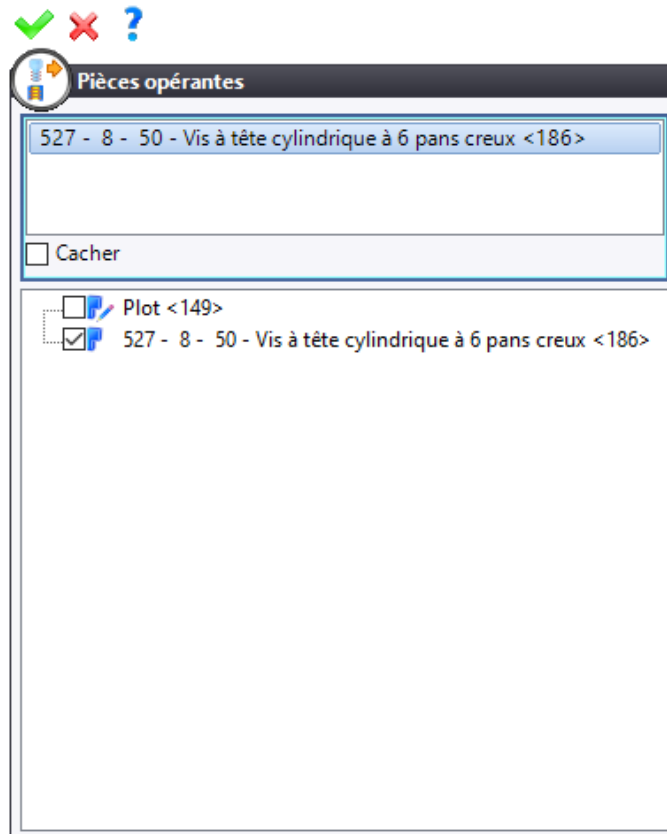 ?
Pièces opérantes
527 - 8 - 50 - Vis à tête cylindrique à 6 pans creux <186>
Cacher
Plot <149>
527 - 8 - 50 - Vis à tête cylindrique à 6 pans creux <186>